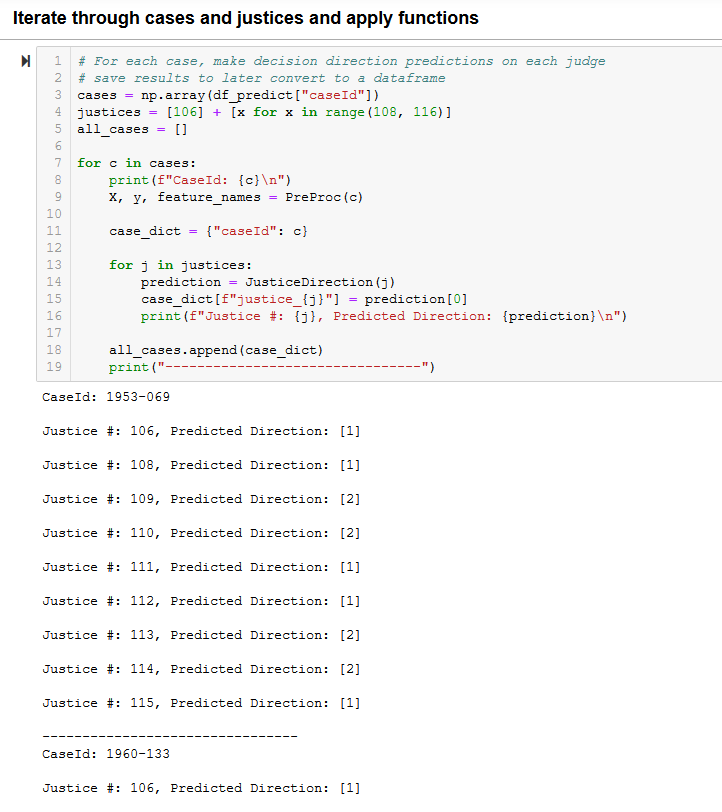 Iterate through cases and justices and apply functions
1 # For each case, make decision direction predictions on each judge
2 # save results to later convert to a dataframe
3 cases = np.array(df_predict["caseId"])
4 justices = [106] + [x for x in range(108, 116)]
5 all_cases = []
6
7 for c in cases:
8     print(f"CaseId: {c}\n")
9     X, y, feature_names = PreProc(c)
10
11     case_dict = {"caseId": c}
12
13     for j in justices:
14         prediction = JusticeDirection(j)
15         case_dict[f"justice_{j}"] = prediction[0]
16         print(f"Justice #: {j}, Predicted Direction: {prediction}\n")
17
18     all_cases.append(case_dict)
19     print("--------------------------------")
CaseId: 1953-069
Justice #: 106, Predicted Direction: [1]
Justice #: 108, Predicted Direction: [1]
Justice #: 109, Predicted Direction: [2]
Justice #: 110, Predicted Direction: [2]
Justice #: 111, Predicted Direction: [1]
Justice #: 112, Predicted Direction: [1]
Justice #: 113, Predicted Direction: [2]
Justice #: 114, Predicted Direction: [2]
Justice #: 115, Predicted Direction: [1]
--------------------------------
CaseId: 1960-133
Justice #: 106, Predicted Direction: [1]